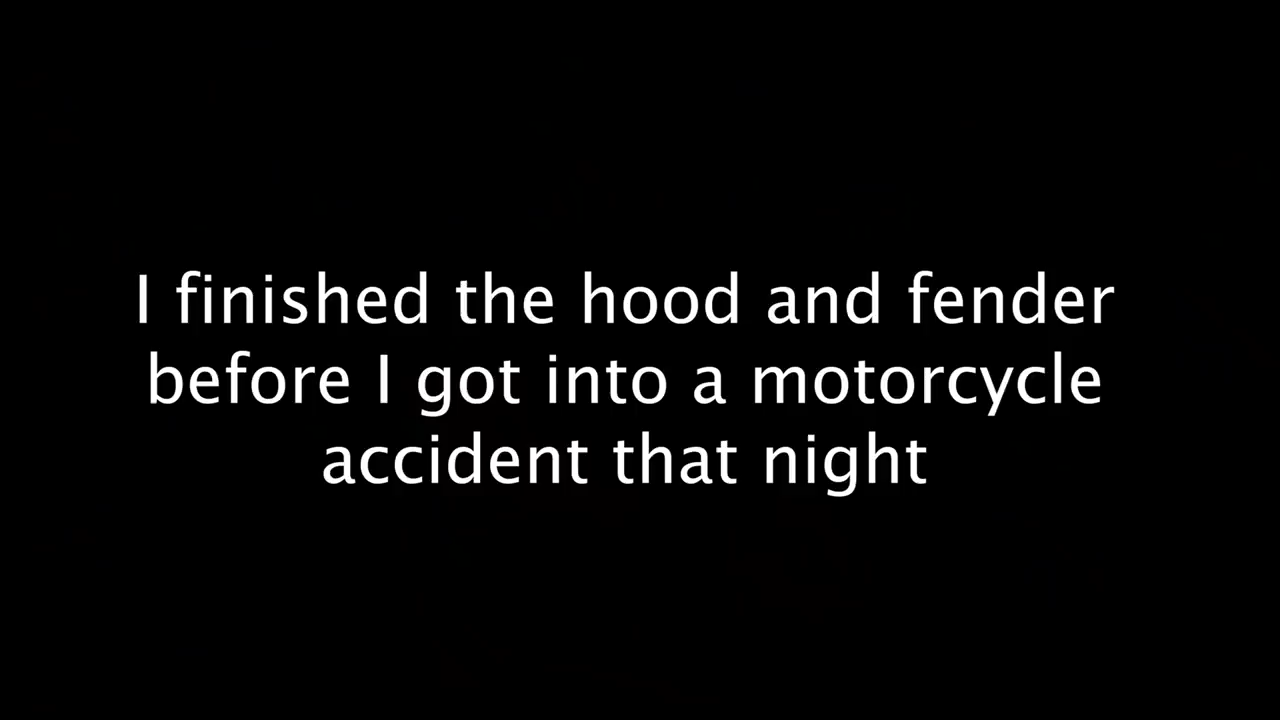 I finished the hood and fender
before I got into a motorcycle
accident that night